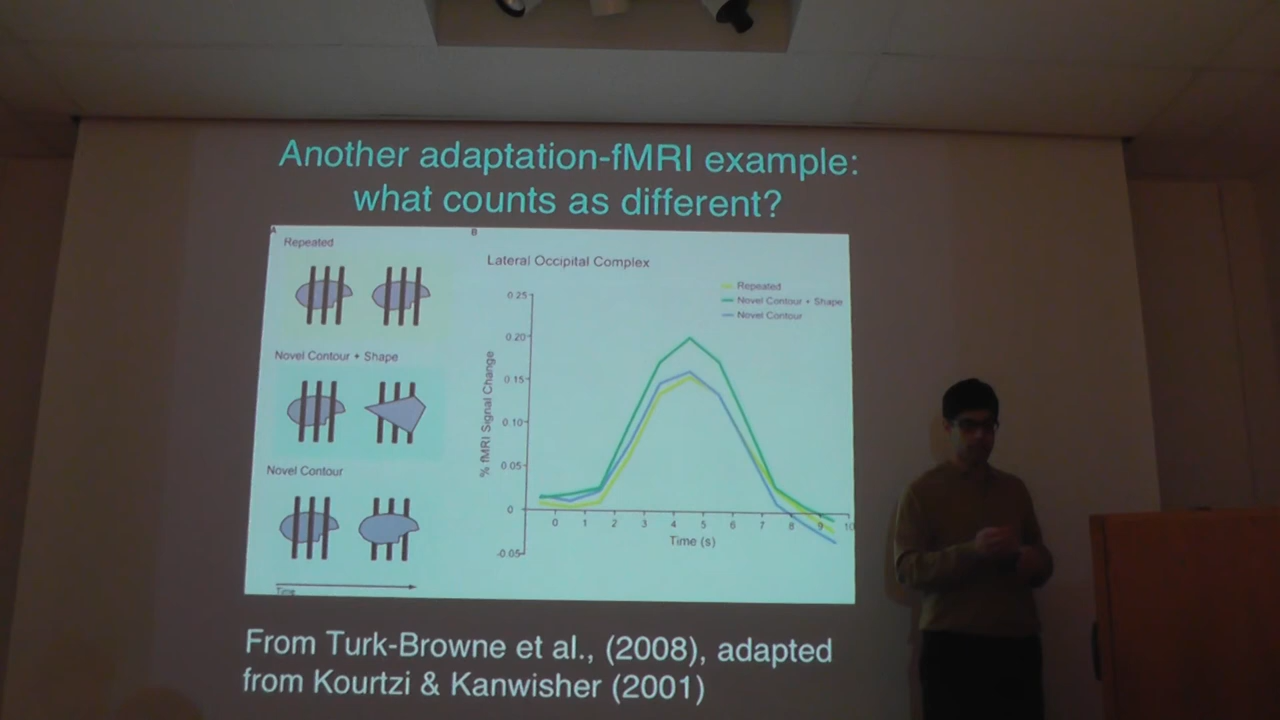 Another adaptation-fMRI example:
what counts as different?
A
Repeated
Novel Contour + Shape
Novel Contour
Time
B
Lateral Occipital Complex
Repeated
Novel Contour + Shape
Novel Contour
% fMRI Signal Change
0.25
0.20
0.15
0.10
0.05
0
-0.05
0 1 2 3 4 5 6 7 8 9 10
Time (s)
From Turk-Browne et al., (2008), adapted
from Kourtzi & Kanwisher (2001)